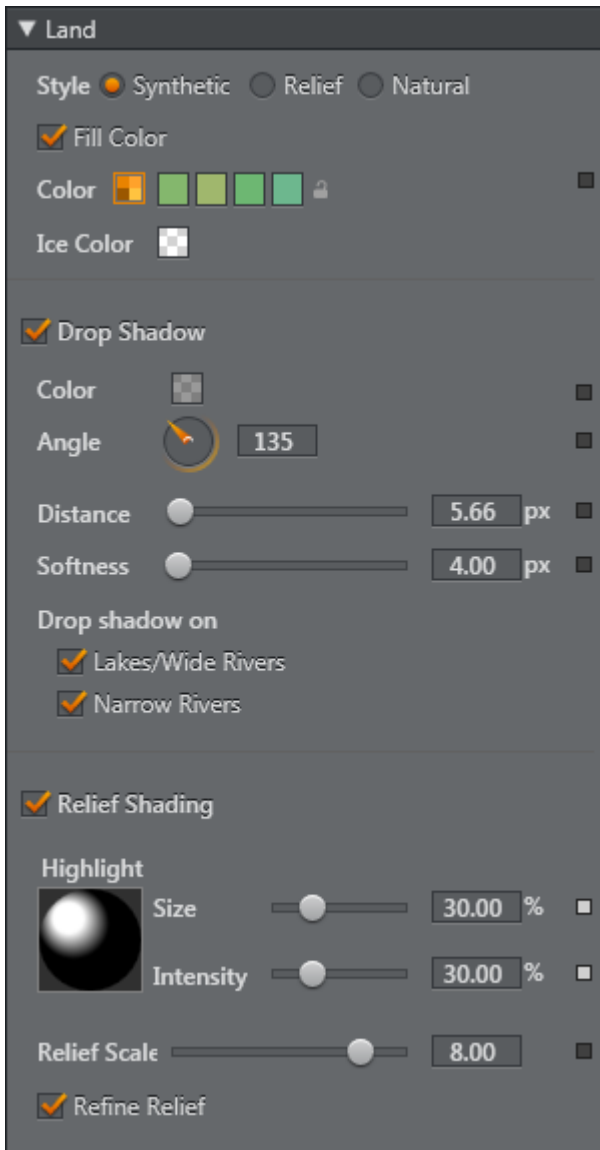 Land
Style Synthetic Relief Natural
Fill Color
Color
Ice Color
Drop Shadow
Color
Angle 135
Distance 5.66 px
Softness 4.00 px
Drop shadow on
Lakes/Wide Rivers
Narrow Rivers
Relief Shading
Highlight
Size 30.00 %
Intensity 30.00 %
Relief Scale 8.00
Refine Relief